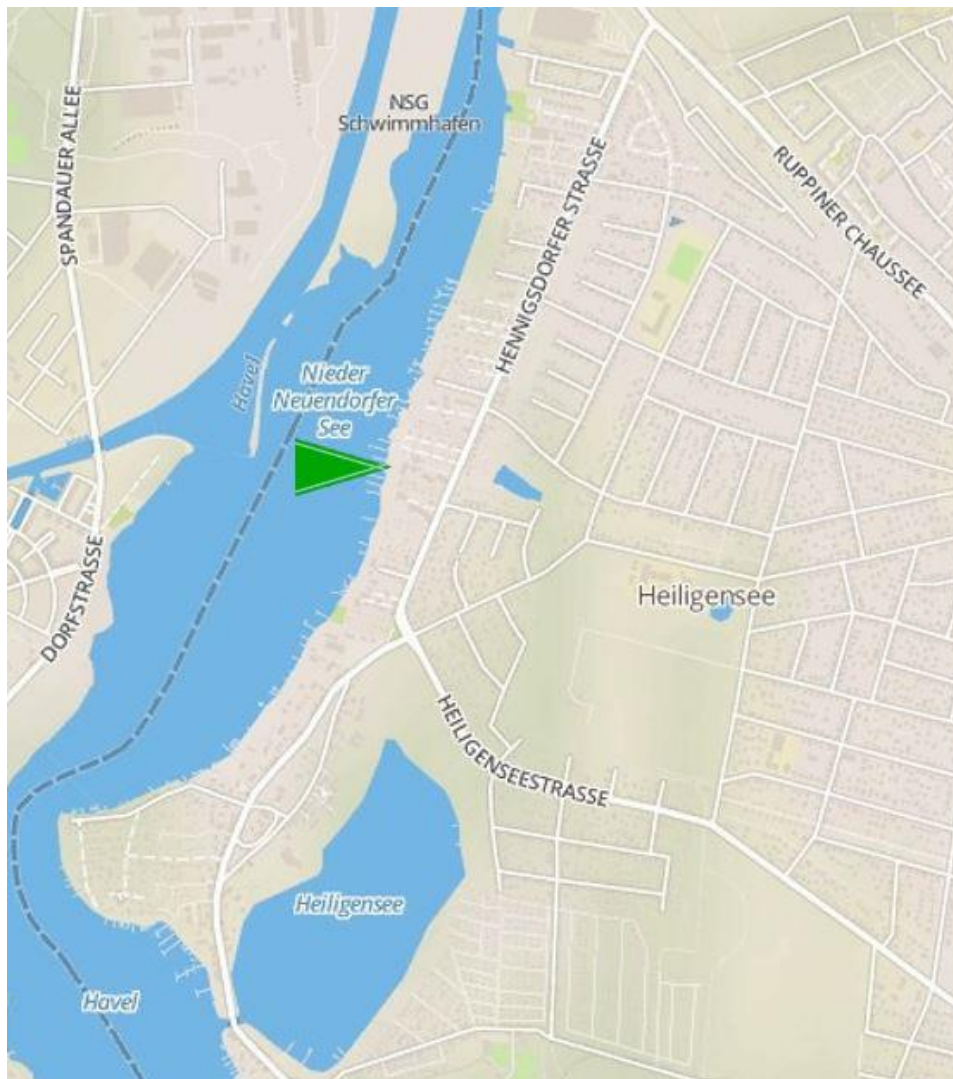 NSG
Schwimmhafen
SPANDAUER ALLEE
HENNIGSDORFER STRASSE
RUPPINER CHAUSSEE
Havel
Nieder
Neuendorfer
See
DORFSTRASSE
Heiligensee
HEILIGENSEESTRASSE
Heiligensee
Havel